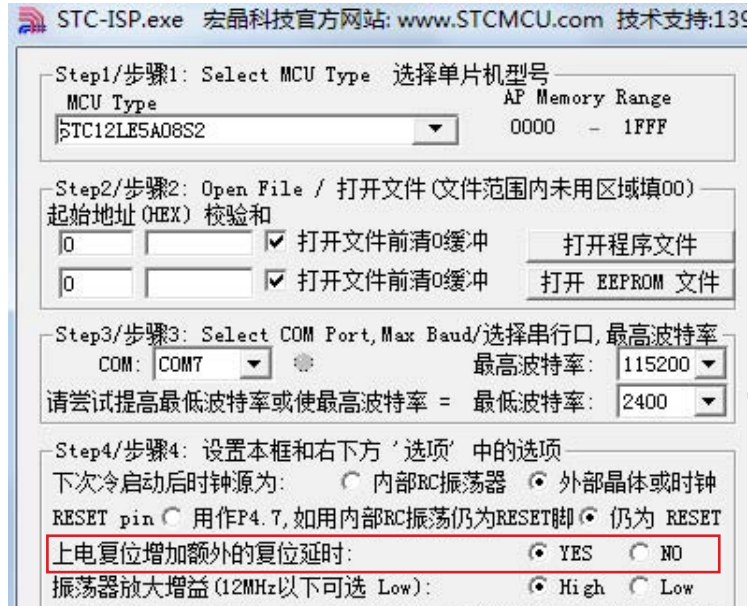 STC-ISP.exe 宏晶科技官方网站: www.STCMCU.com 技术支持:139
Step1/步骤1: Select MCU Type 选择单片机型号
MCU Type AP Memory Range
STC12LE5A08S2 0000 - 1FFF
Step2/步骤2: Open File / 打开文件(文件范围内未用区域填00)
起始地址(HEX) 校验和
0 打开文件前清0缓冲 打开程序文件
0 打开文件前清0缓冲 打开 EEPROM 文件
Step3/步骤3: Select COM Port,Max Baud/选择串行口,最高波特率
COM: COM7 最高波特率: 115200
请尝试提高最低波特率或使最高波特率 = 最低波特率: 2400
Step4/步骤4: 设置本框和右下方 '选项' 中的选项
下次冷启动后时钟源为: 内部RC振荡器 外部晶体或时钟
RESET pin 用作P4.7,如用内部RC振荡仍为RESET脚 仍为 RESET
上电复位增加额外的复位延时: YES NO
振荡器放大增益(12MHz以下可选 Low): High Low